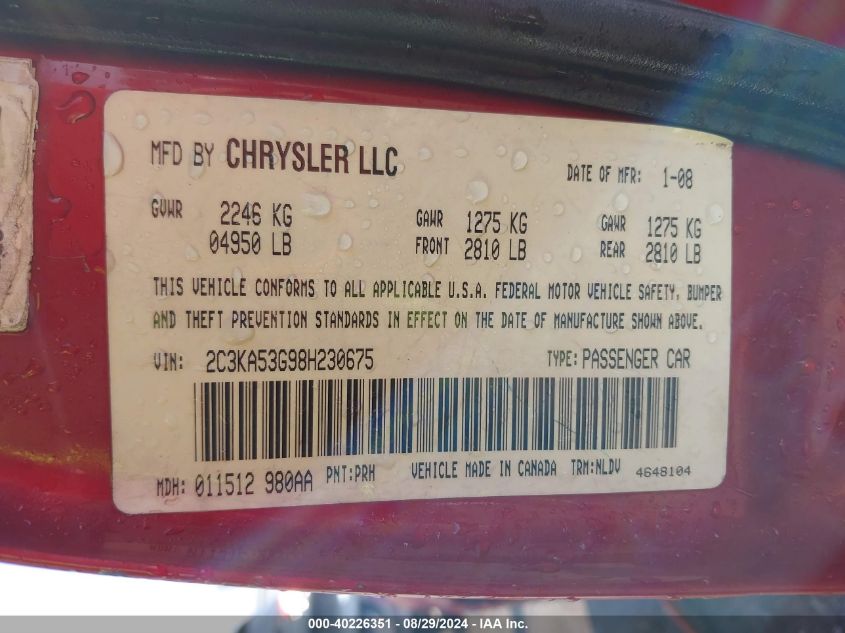 MFD BY CHRYSLER LLC DATE OF MFR: 1-08
GVWR 2246 KG GAWR 1275 KG GAWR 1275 KG
04950 LB FRONT 2810 LB REAR 2810 LB
THIS VEHICLE CONFORMS TO ALL APPLICABLE U.S.A. FEDERAL MOTOR VEHICLE SAFETY, BUMPER
AND THEFT PREVENTION STANDARDS IN EFFECT ON THE DATE OF MANUFACTURE SHOWN ABOVE.
VIN: 2C3KA53G98H230675 TYPE: PASSENGER CAR
MDH: 011512 980AA PNT:PRH VEHICLE MADE IN CANADA TRM:NLDV 4648104
000-40226351 - 08/29/2024 - IAA Inc.